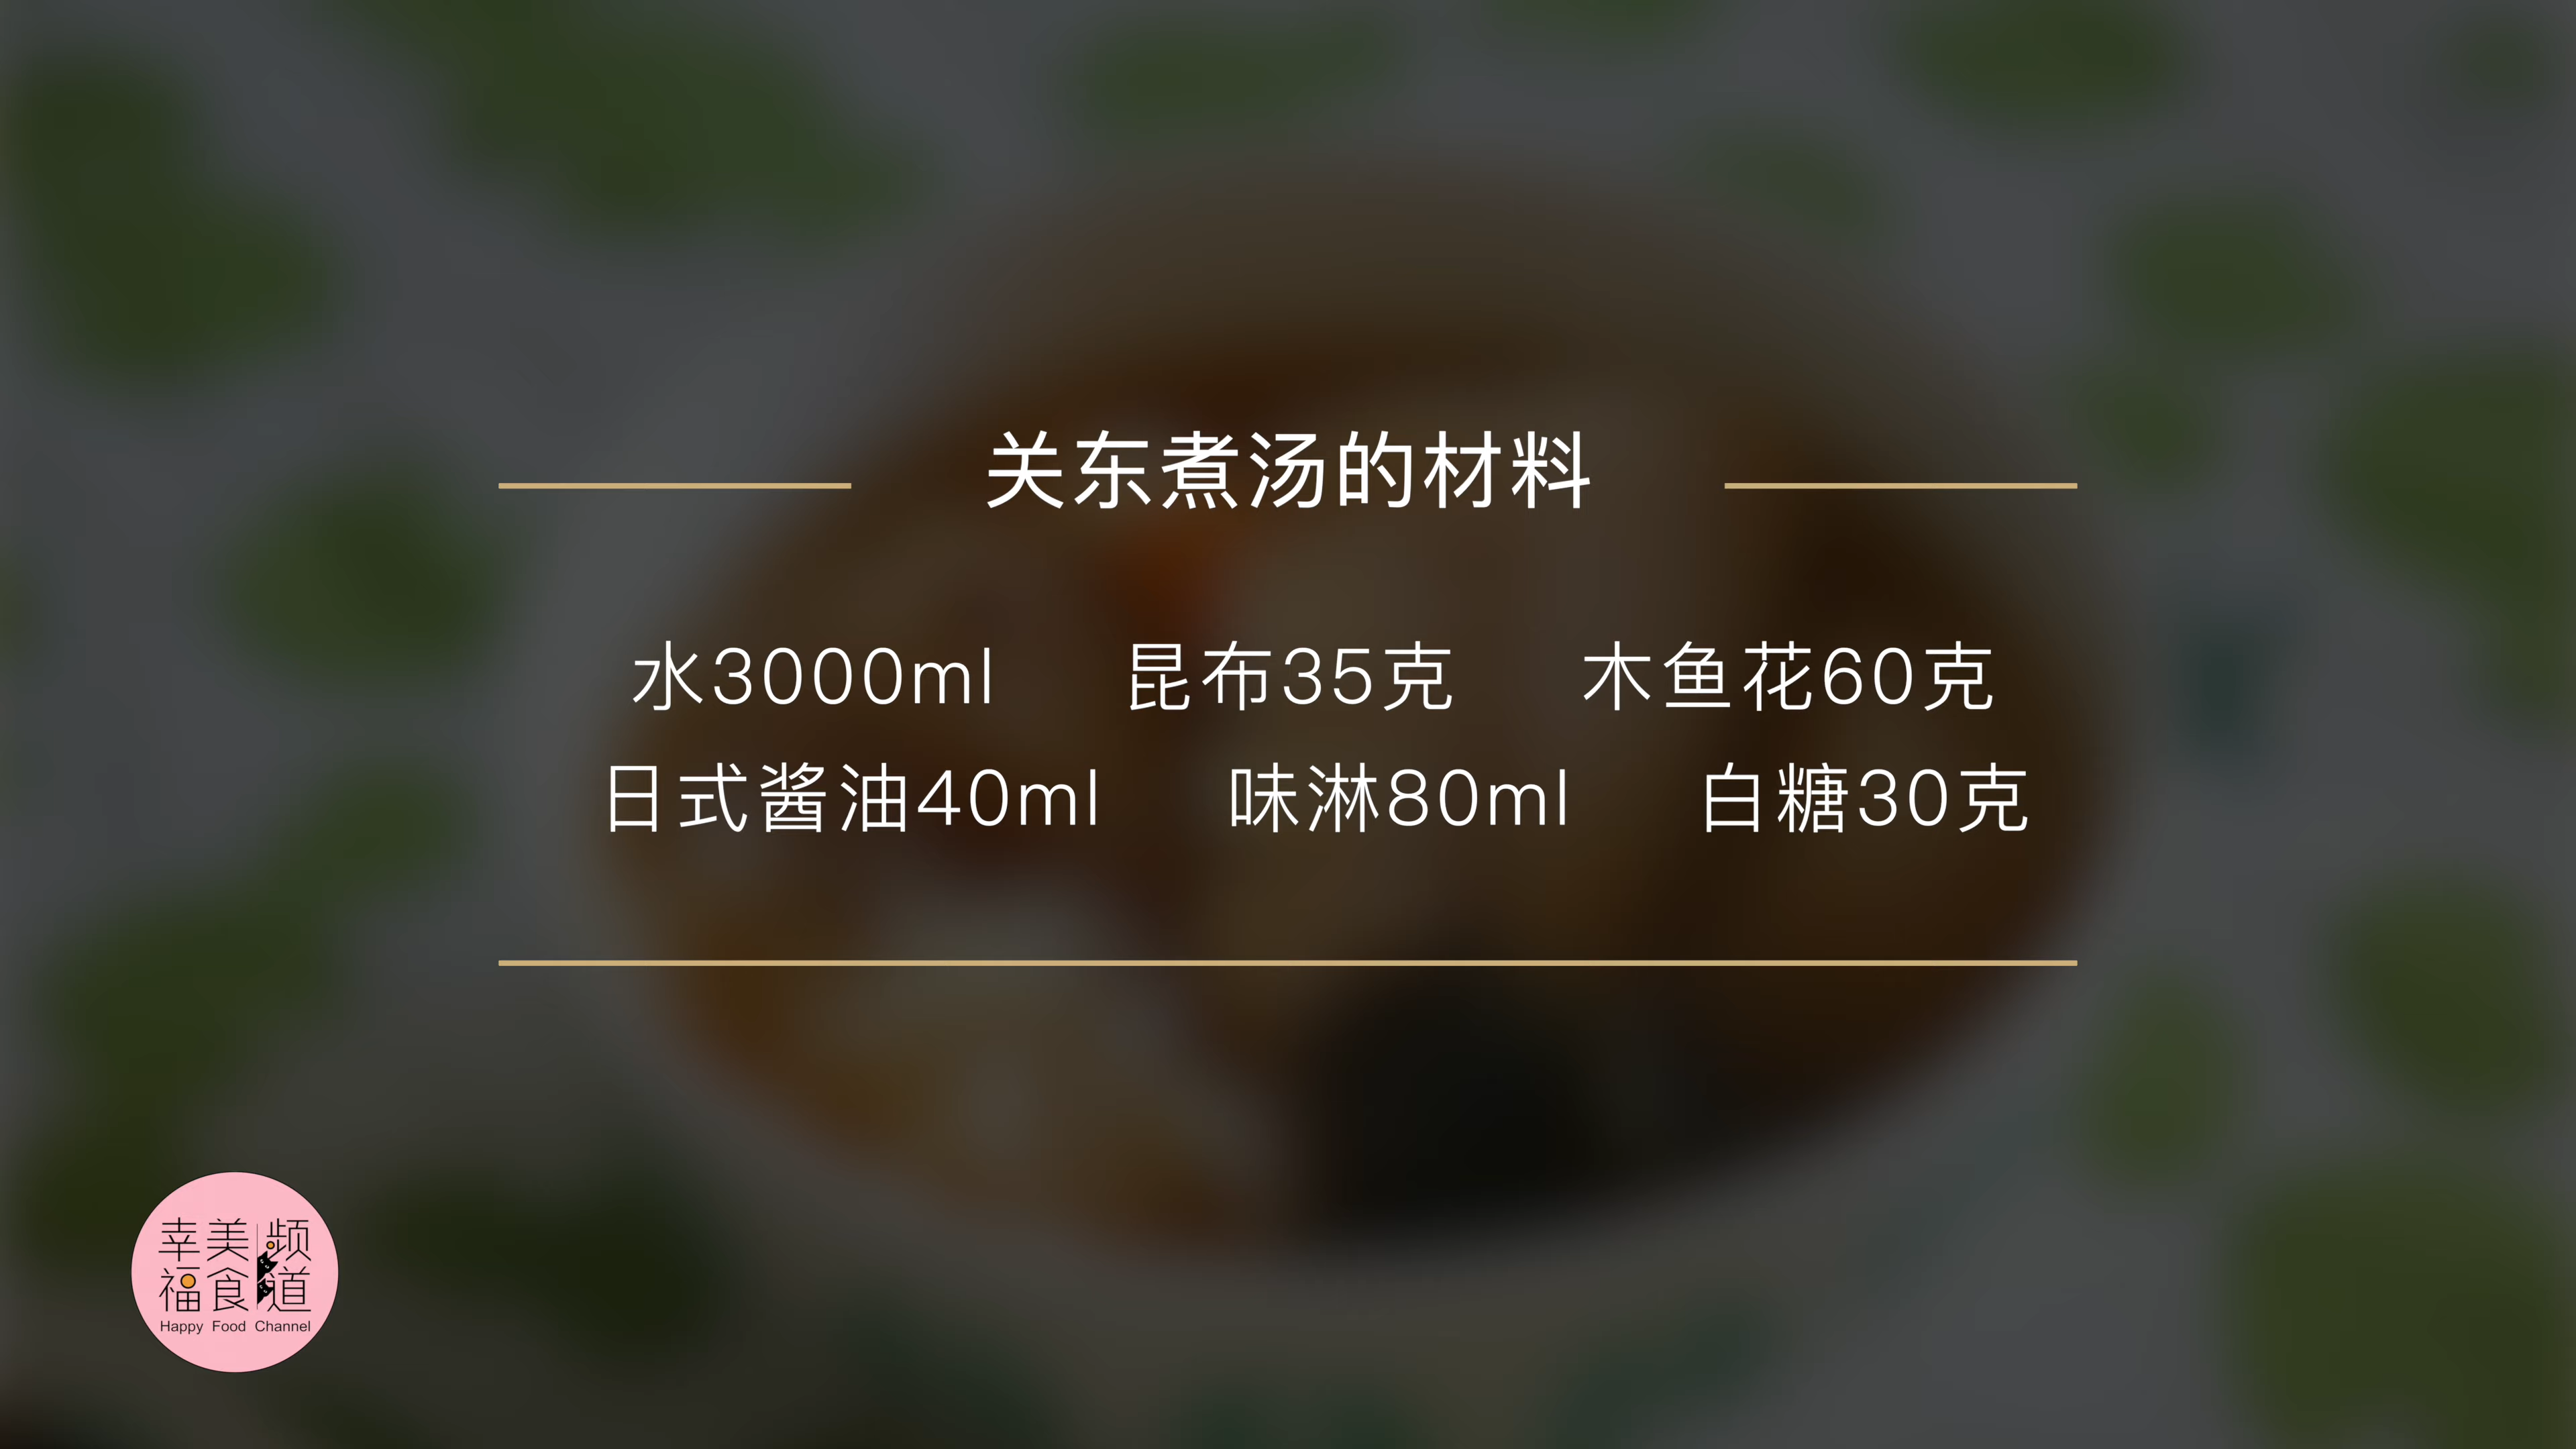 关东煮汤的材料
水3000ml 昆布35克 木鱼花60克
日式酱油40ml 味淋80ml 白糖30克
幸美频
福食道
Happy Food Channel